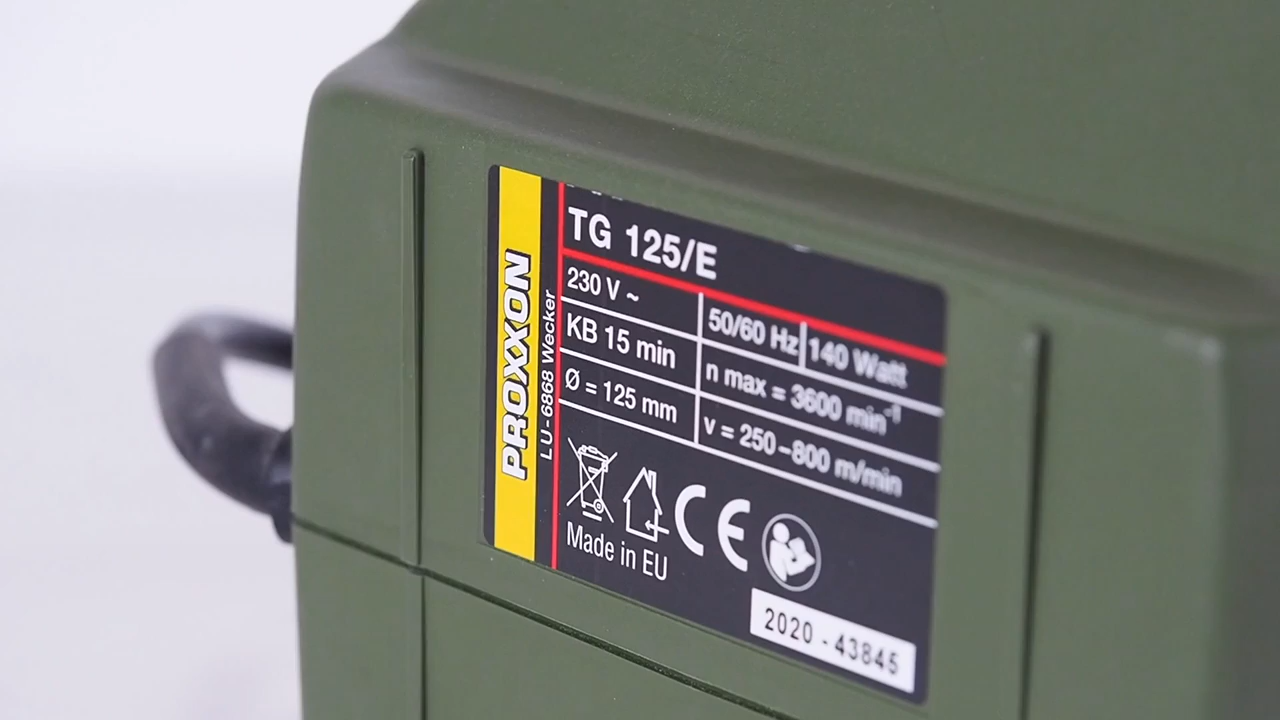 PROXXON
LU - 6868 Wecker
TG 125/E
230 V ~
50/60 Hz
140 Watt
KB 15 min
n max = 3600 min⁻¹
Ø = 125 mm
v = 250–800 m/min
CE
Made in EU
2020 - 43845